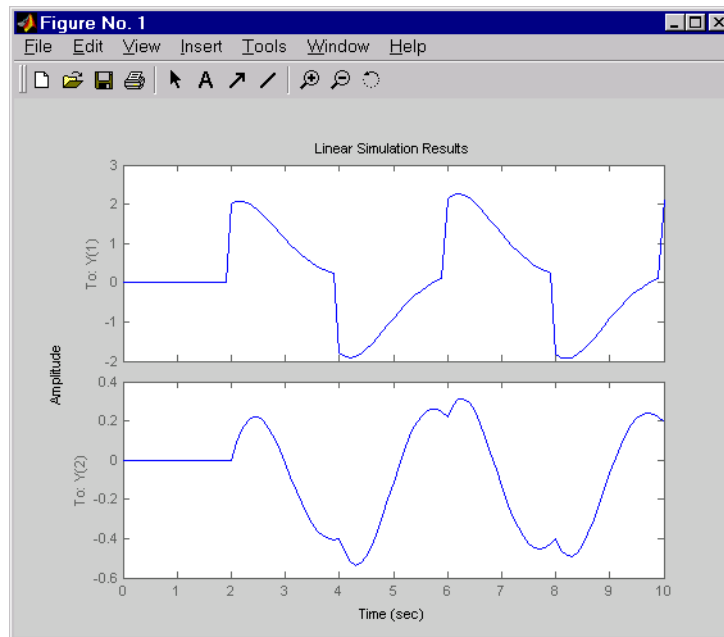 Figure No. 1
File Edit View Insert Tools Window Help
A
Linear Simulation Results
3
2
1
0
-1
-2
To: Y(1)
Amplitude
0.4
0.2
0
-0.2
-0.4
-0.6
To: Y(2)
0 1 2 3 4 5 6 7 8 9 10
Time (sec)